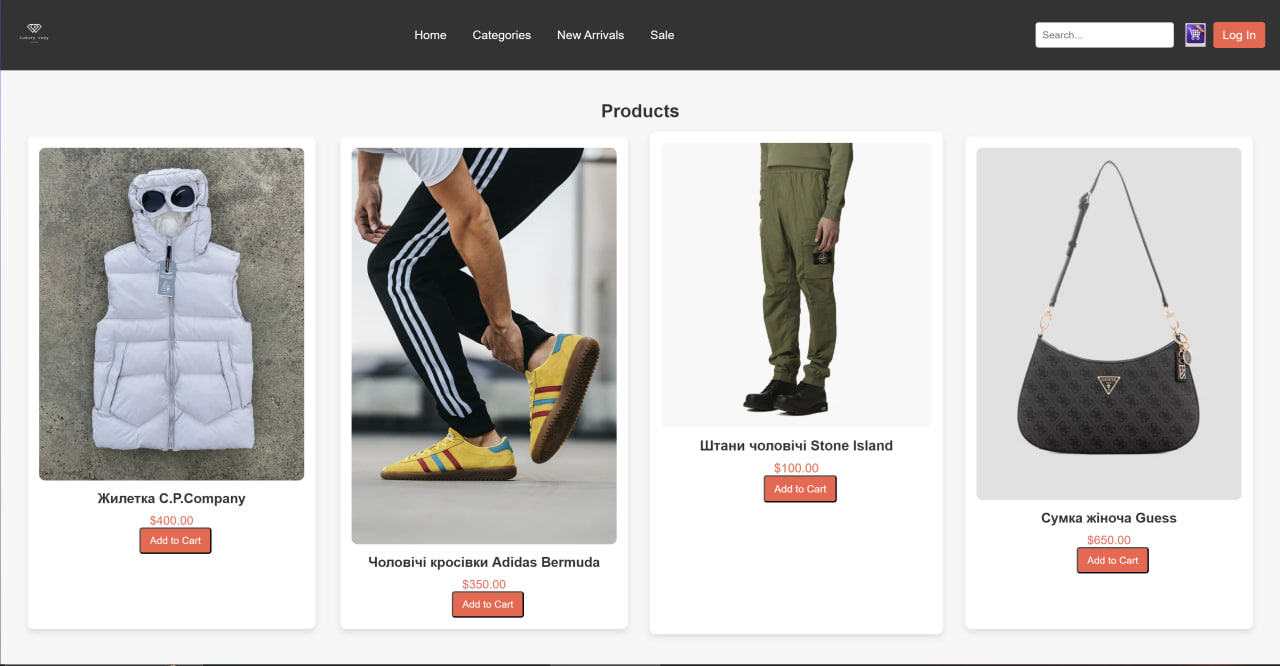 Home
Categories
New Arrivals
Sale
Search...
Log In
Products
Жилетка C.P.Company
$400.00
Add to Cart
Чоловічі кросівки Adidas Bermuda
$350.00
Add to Cart
Штани чоловічі Stone Island
$100.00
Add to Cart
Сумка жіноча Guess
$650.00
Add to Cart